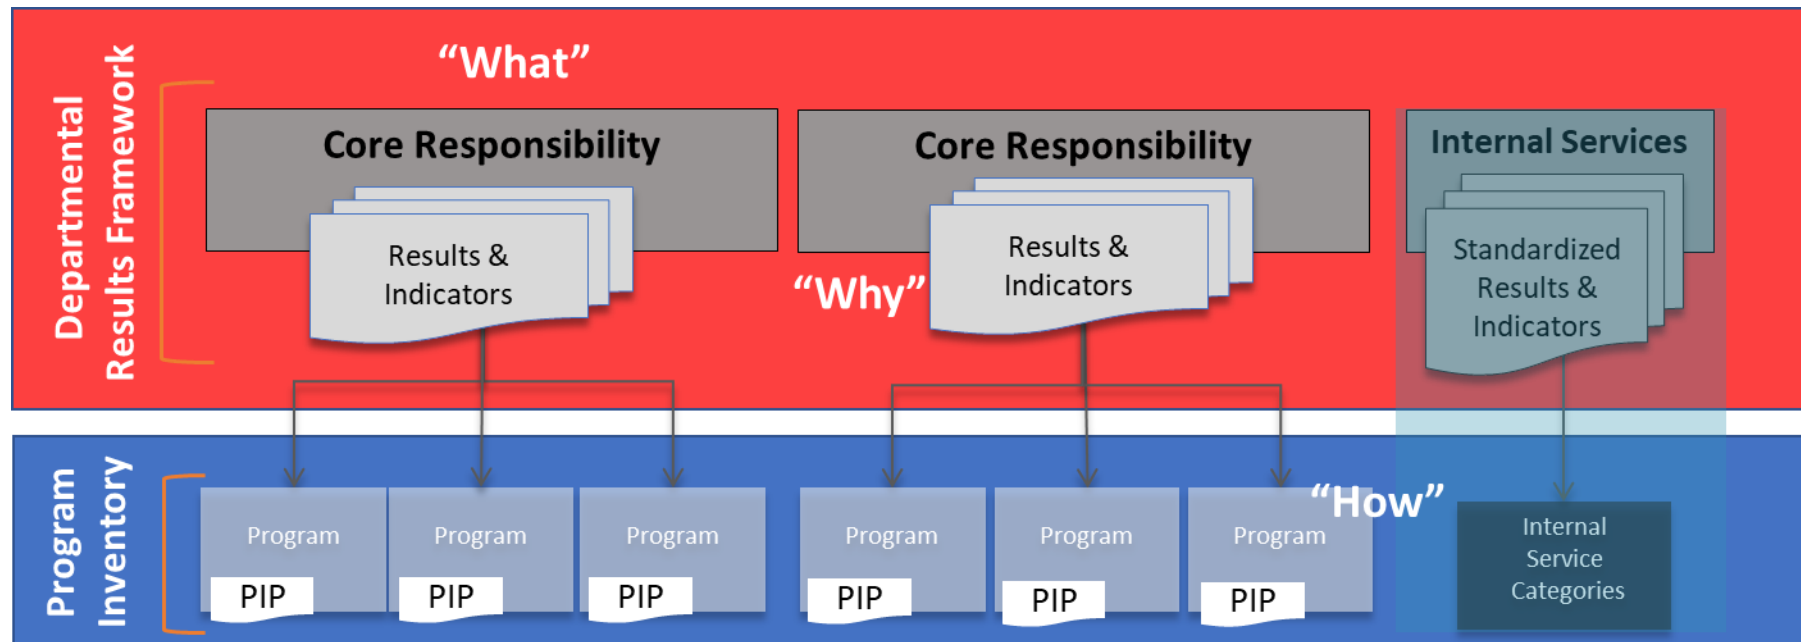 Departmental
Results Framework
“What”
Core Responsibility
Results &
Indicators
“Why”
Core Responsibility
Results &
Indicators
Internal Services
Standardized
Results &
Indicators
Program
Inventory
Program
PIP
Program
PIP
Program
PIP
Program
PIP
Program
PIP
Program
PIP
“How”
Internal
Service
Categories